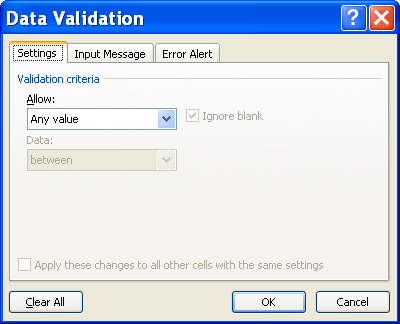 Data Validation
Settings Input Message Error Alert
Validation criteria
Allow:
Any value Ignore blank
Data:
between
Apply these changes to all other cells with the same settings
Clear All OK Cancel